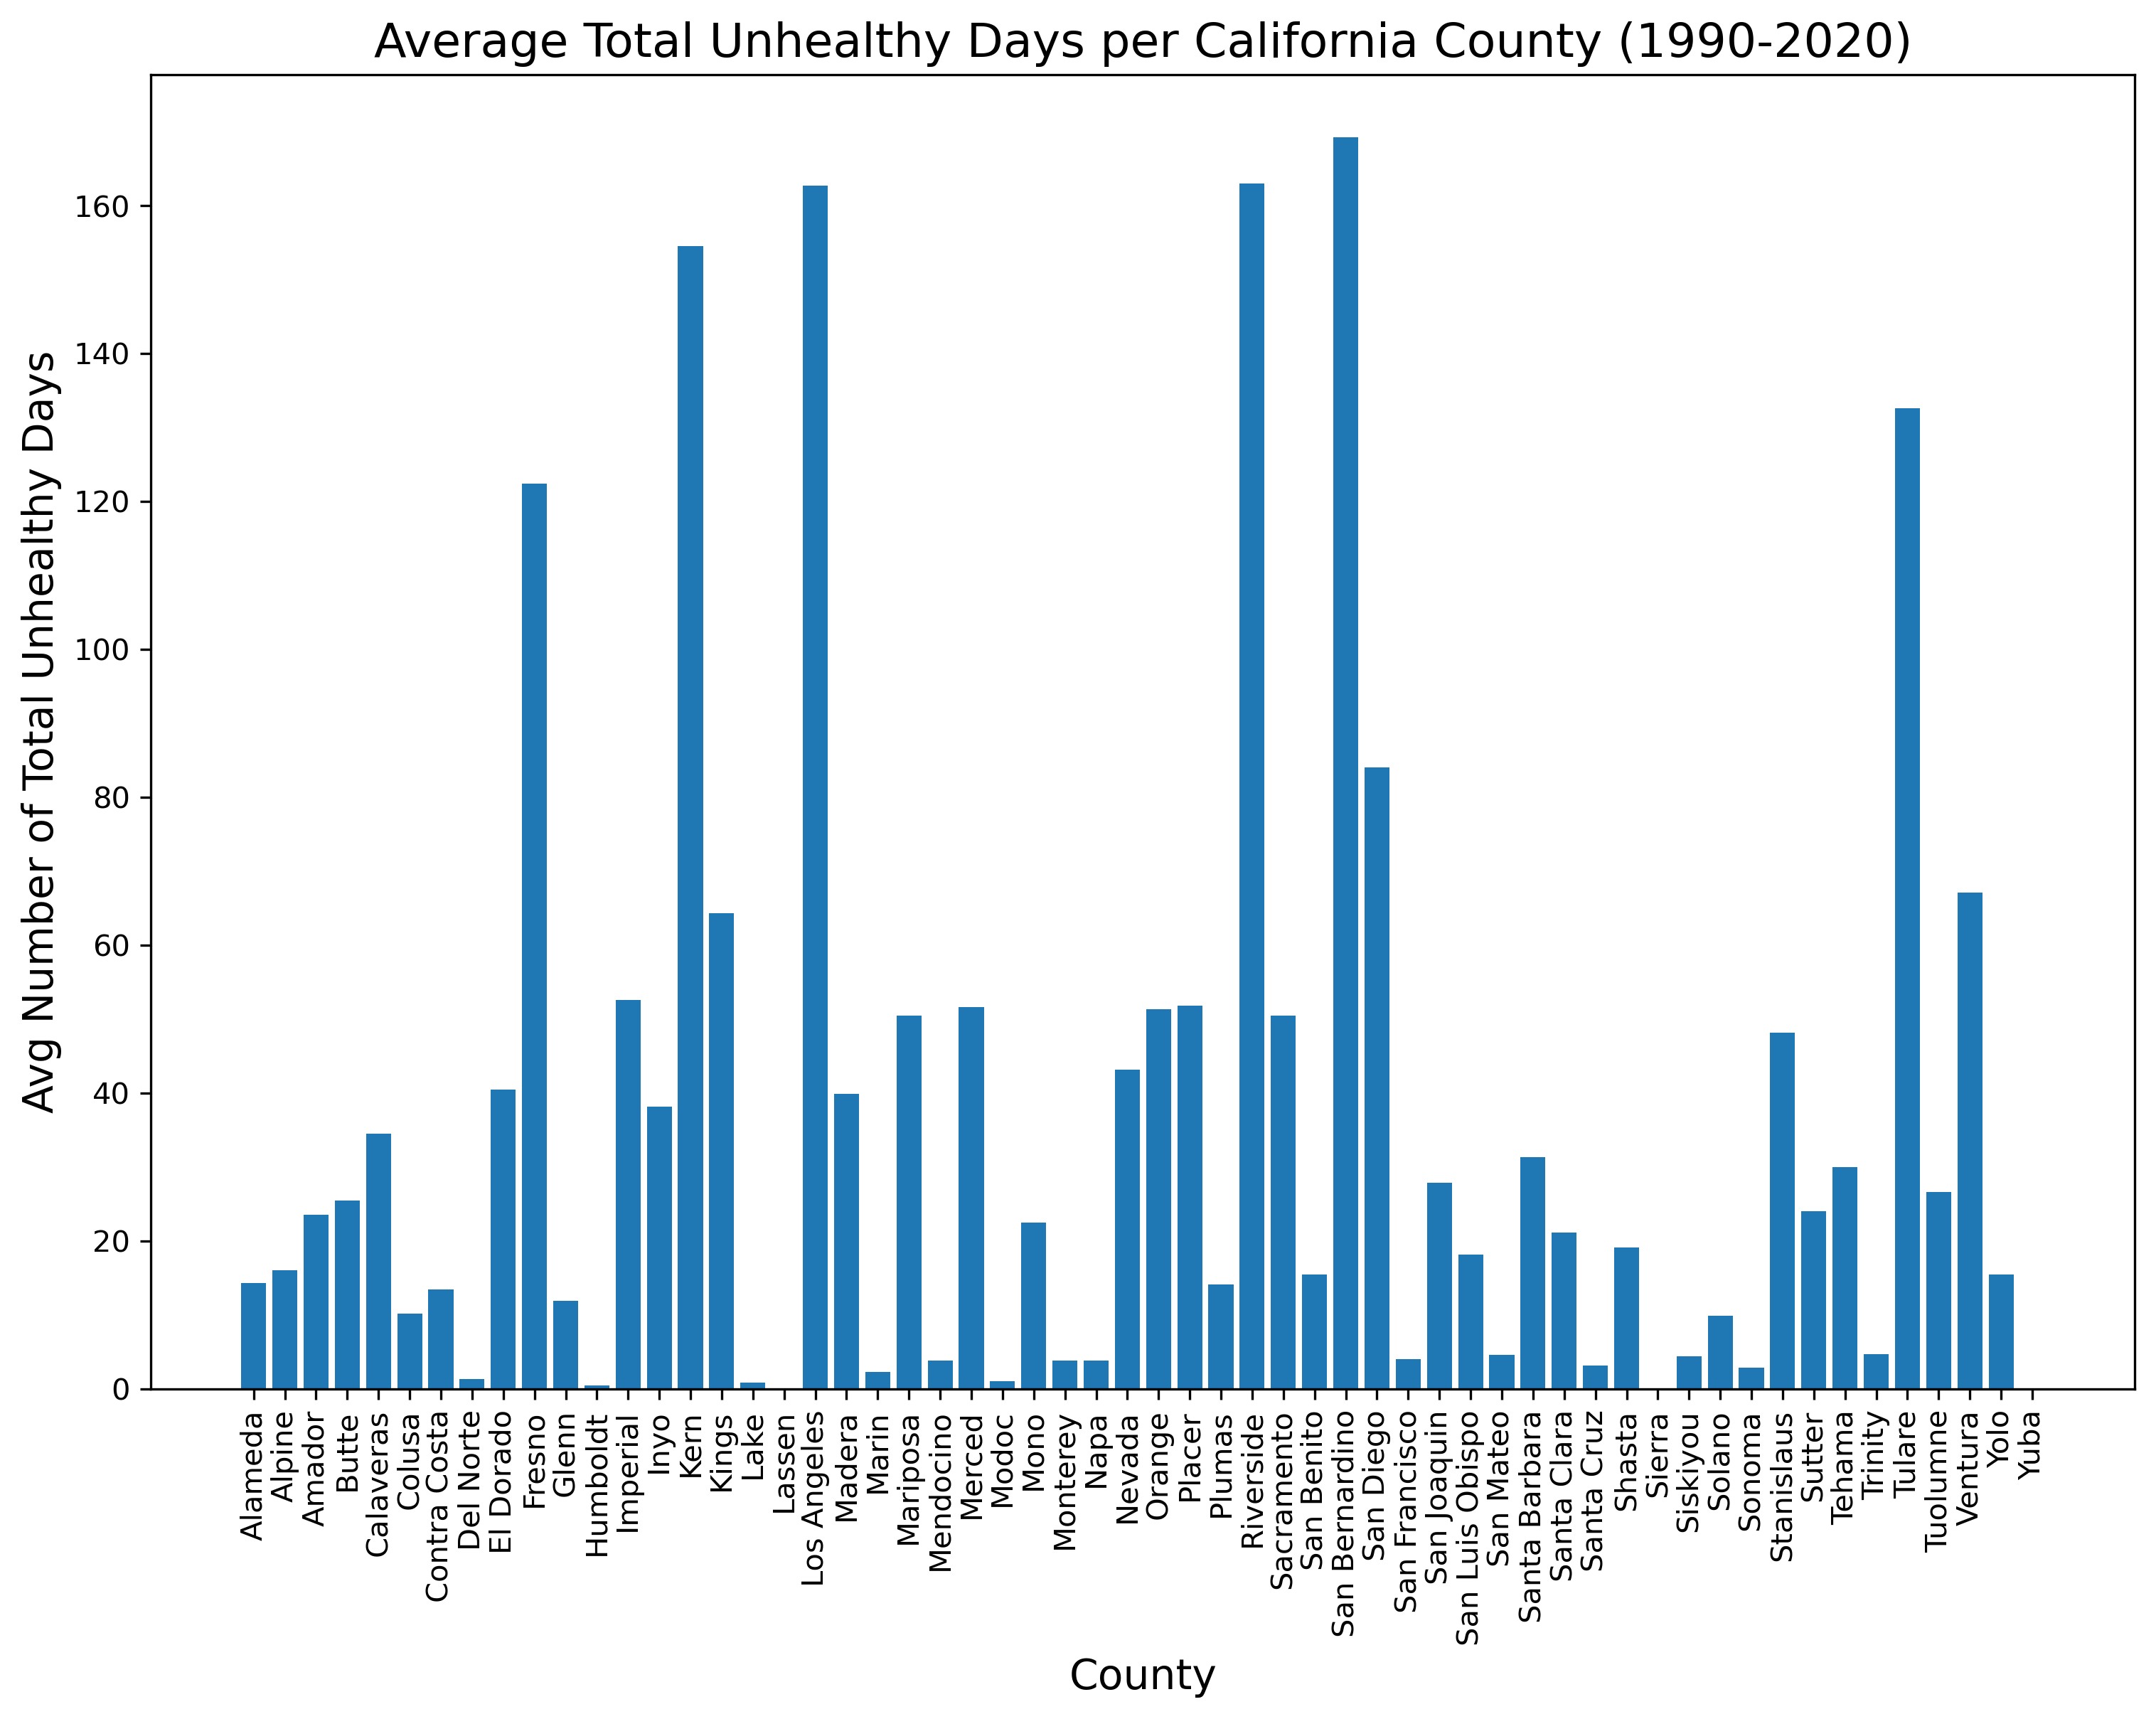 Average Total Unhealthy Days per California County (1990-2020)
Avg Number of Total Unhealthy Days
160
140
120
100
80
60
40
20
0
Alameda
Alpine
Amador
Butte
Calaveras
Colusa
Contra Costa
Del Norte
El Dorado
Fresno
Glenn
Humboldt
Imperial
Inyo
Kern
Kings
Lake
Lassen
Los Angeles
Madera
Marin
Mariposa
Mendocino
Merced
Modoc
Mono
Monterey
Napa
Nevada
Orange
Placer
Plumas
Riverside
Sacramento
San Benito
San Bernardino
San Diego
San Francisco
San Joaquin
San Luis Obispo
San Mateo
Santa Barbara
Santa Clara
Santa Cruz
Shasta
Sierra
Siskiyou
Solano
Sonoma
Stanislaus
Sutter
Tehama
Trinity
Tulare
Tuolumne
Ventura
Yolo
Yuba
County